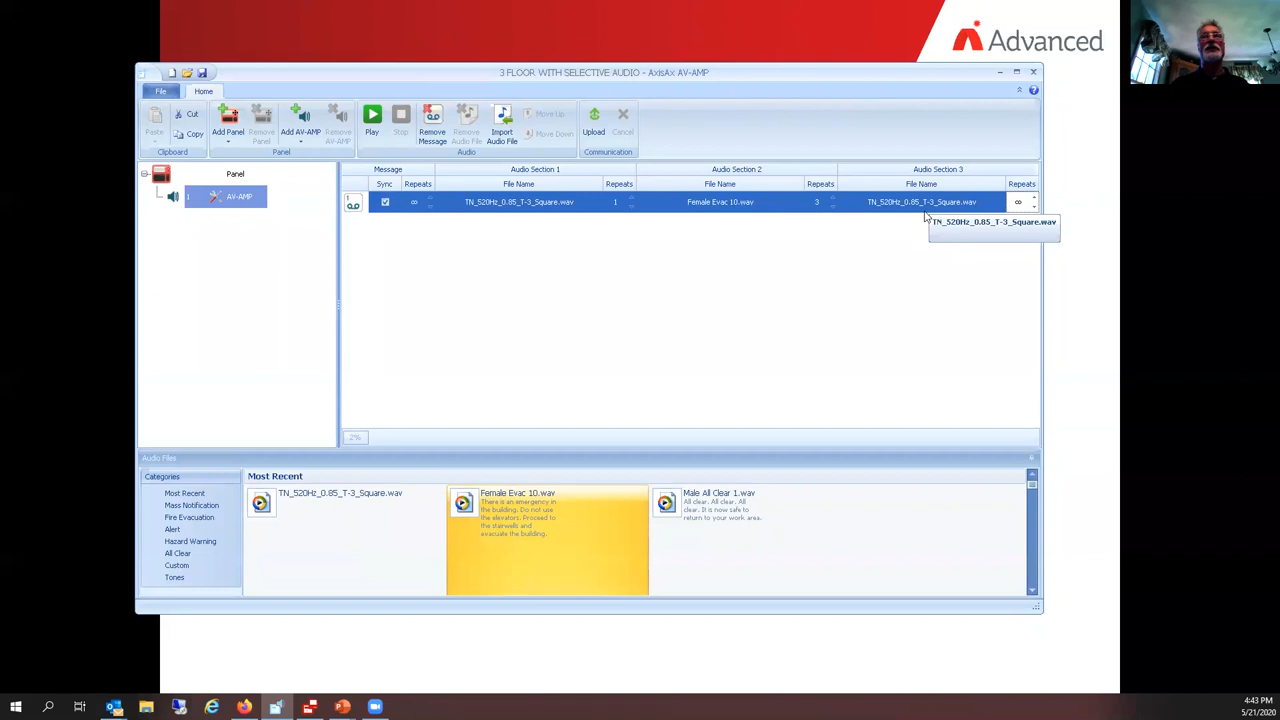 Advanced
3 FLOOR WITH SELECTIVE AUDIO - AxisAx AV-AMP
File Home
Paste Cut Copy Add Panel Remove Panel Add AV-AMP Remove AV-AMP Play Stop Remove Message Remove Audio File Import Audio File Move Up Move Down Upload Cancel
Clipboard Panel Audio Communication
Panel
1 AV-AMP
Message Audio Section 1 Audio Section 2 Audio Section 3
Sync Repeats File Name Repeats File Name Repeats File Name Repeats
1 ∞ TN_520Hz_0.85_T-3_Square.wav 1 Female Evac 10.wav 3 TN_520Hz_0.85_T-3_Square.wav ∞
TN_520Hz_0.85_T-3_Square.wav
2%
Audio Files
Categories
Most Recent
Mass Notification
Fire Evacuation
Alert
Hazard Warning
All Clear
Custom
Tones
Most Recent
TN_520Hz_0.85_T-3_Square.wav
Female Evac 10.wav
There is an emergency in
the building. Do not use
the elevators. Proceed to
the stairwells and
evacuate the building.
Male All Clear 1.wav
All clear. All clear. All
clear. It is now safe to
return to your work area.
4:43 PM
5/21/2020